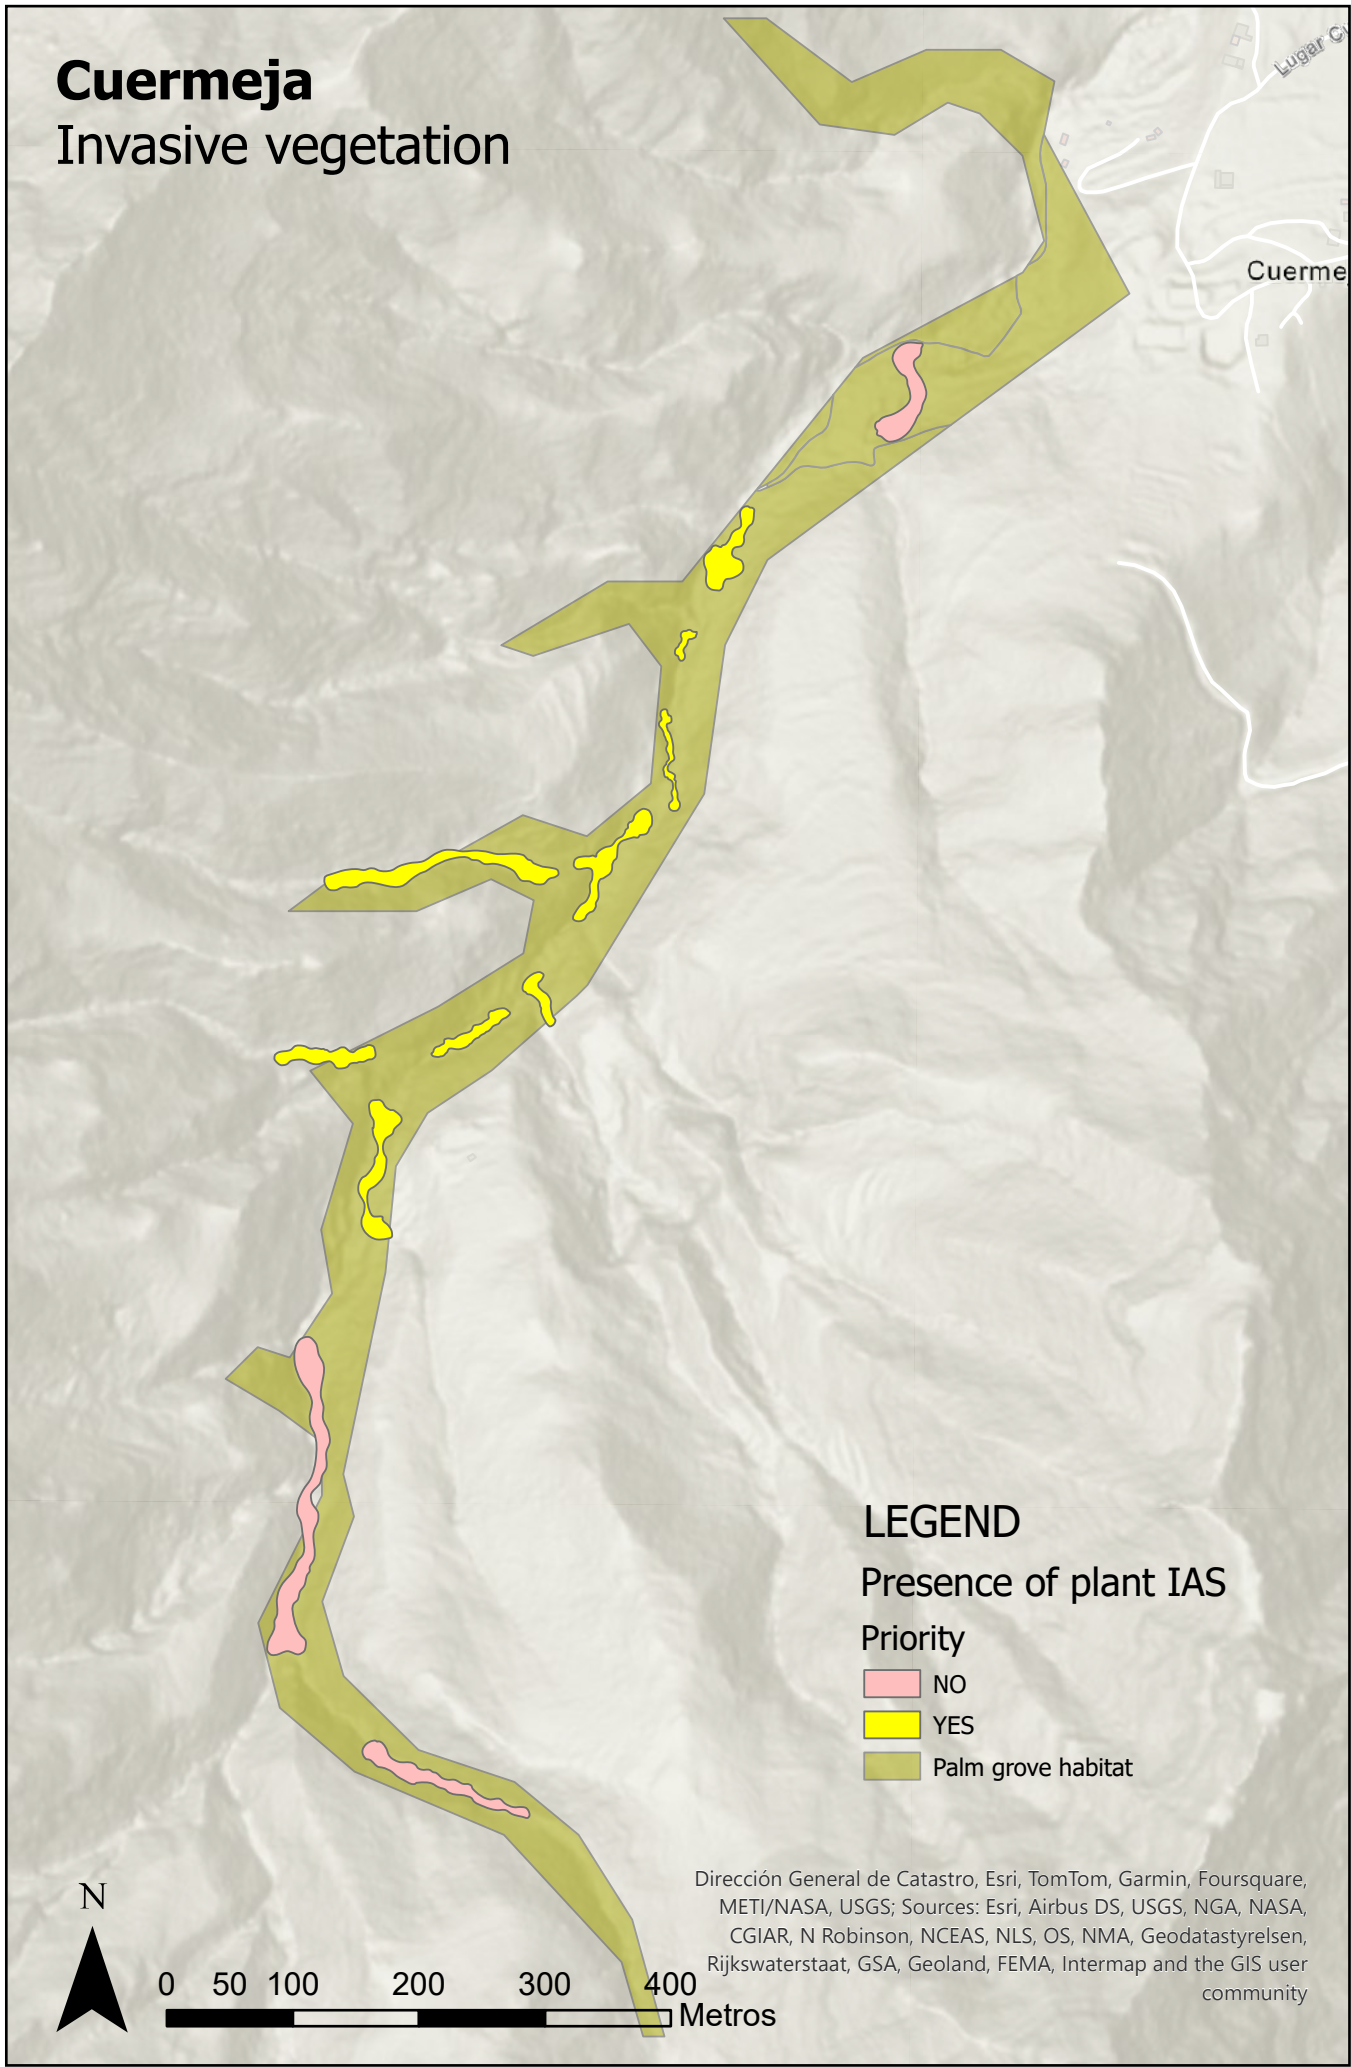 Cuermeja
Invasive vegetation
Lugar Cu
Cuerme
LEGEND
Presence of plant IAS
Priority
NO
YES
Palm grove habitat
Dirección General de Catastro, Esri, TomTom, Garmin, Foursquare,
METI/NASA, USGS; Sources: Esri, Airbus DS, USGS, NGA, NASA,
CGIAR, N Robinson, NCEAS, NLS, OS, NMA, Geodatastyrelsen,
Rijkswaterstaat, GSA, Geoland, FEMA, Intermap and the GIS user
community
N
0 50 100 200 300 400
Metros